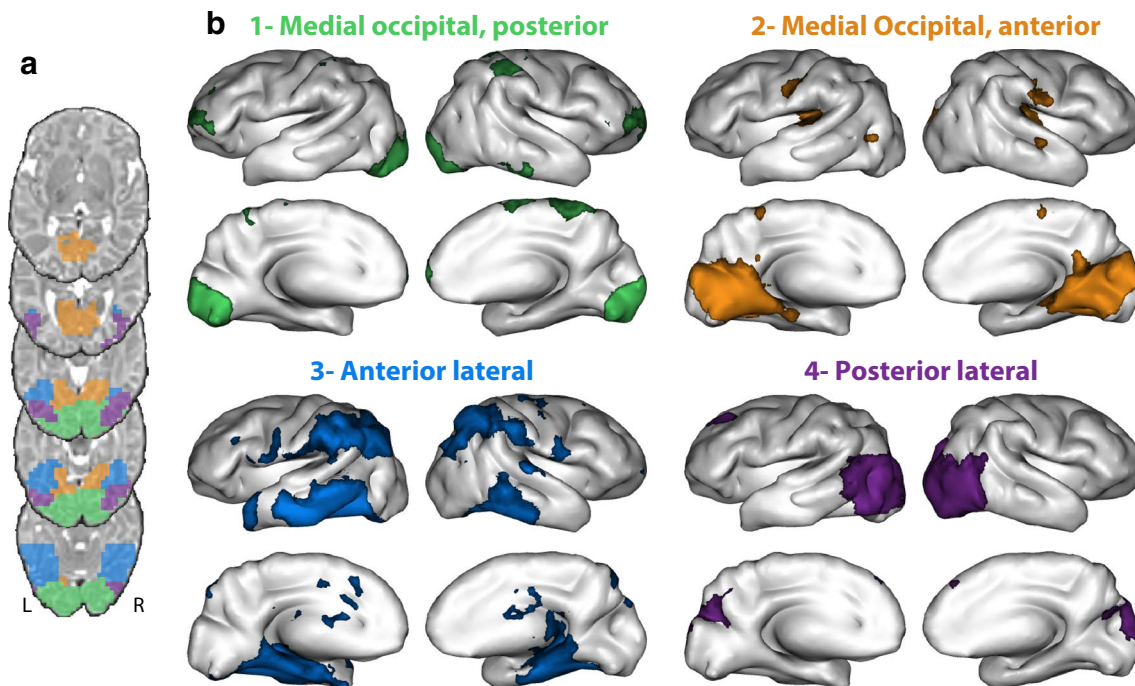 b
1- Medial occipital, posterior
2- Medial Occipital, anterior
a
3- Anterior lateral
4- Posterior lateral
L
R